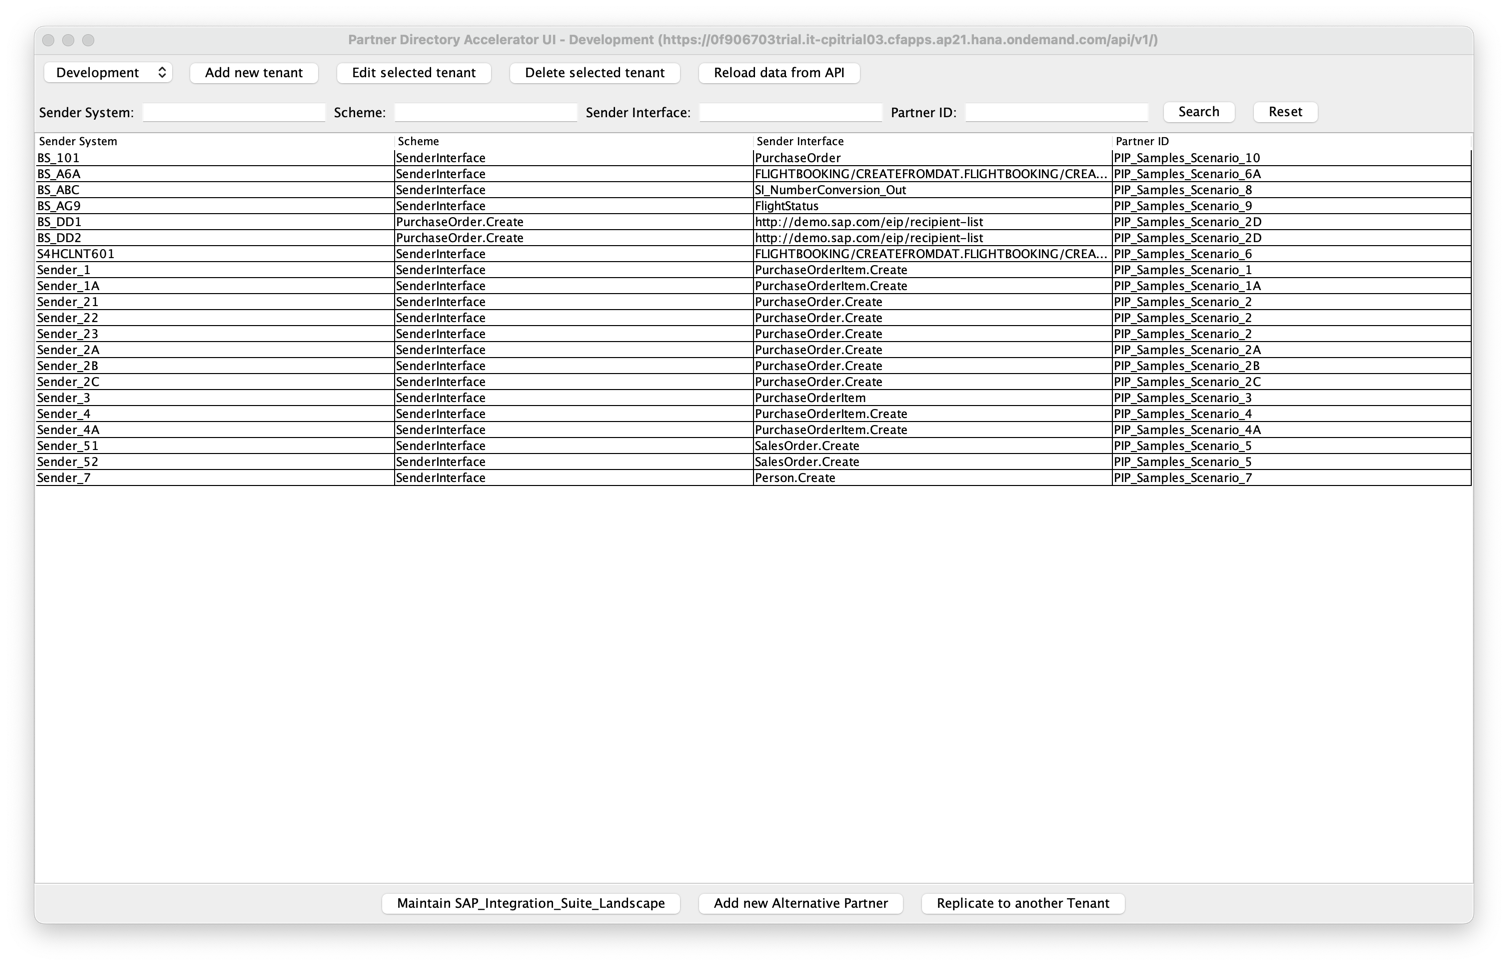 Partner Directory Accelerator UI - Development (https://0f906703trial.it-cpitrial03.cfapps.ap21.hana.ondemand.com/api/v1/)
Development Add new tenant Edit selected tenant Delete selected tenant Reload data from API
Sender System: Scheme: Sender Interface: Partner ID: Search Reset
Sender System Scheme Sender Interface Partner ID
BS_101 SenderInterface PurchaseOrder PIP_Samples_Scenario_10
BS_A6A SenderInterface FLIGHTBOOKING/CREATEFROMDAT.FLIGHTBOOKING/CREA... PIP_Samples_Scenario_6A
BS_ABC SenderInterface SI_NumberConversion_Out PIP_Samples_Scenario_8
BS_AG9 SenderInterface FlightStatus PIP_Samples_Scenario_9
BS_DD1 PurchaseOrder.Create http://demo.sap.com/eip/recipient-list PIP_Samples_Scenario_2D
BS_DD2 PurchaseOrder.Create http://demo.sap.com/eip/recipient-list PIP_Samples_Scenario_2D
S4HCLNT601 SenderInterface FLIGHTBOOKING/CREATEFROMDAT.FLIGHTBOOKING/CREA... PIP_Samples_Scenario_6
Sender_1 SenderInterface PurchaseOrderItem.Create PIP_Samples_Scenario_1
Sender_1A SenderInterface PurchaseOrderItem.Create PIP_Samples_Scenario_1A
Sender_21 SenderInterface PurchaseOrder.Create PIP_Samples_Scenario_2
Sender_22 SenderInterface PurchaseOrder.Create PIP_Samples_Scenario_2
Sender_23 SenderInterface PurchaseOrder.Create PIP_Samples_Scenario_2
Sender_2A SenderInterface PurchaseOrder.Create PIP_Samples_Scenario_2A
Sender_2B SenderInterface PurchaseOrder.Create PIP_Samples_Scenario_2B
Sender_2C SenderInterface PurchaseOrder.Create PIP_Samples_Scenario_2C
Sender_3 SenderInterface PurchaseOrderItem PIP_Samples_Scenario_3
Sender_4 SenderInterface PurchaseOrderItem.Create PIP_Samples_Scenario_4
Sender_4A SenderInterface PurchaseOrderItem.Create PIP_Samples_Scenario_4A
Sender_51 SenderInterface SalesOrder.Create PIP_Samples_Scenario_5
Sender_52 SenderInterface SalesOrder.Create PIP_Samples_Scenario_5
Sender_7 SenderInterface Person.Create PIP_Samples_Scenario_7
Maintain SAP_Integration_Suite_Landscape Add new Alternative Partner Replicate to another Tenant